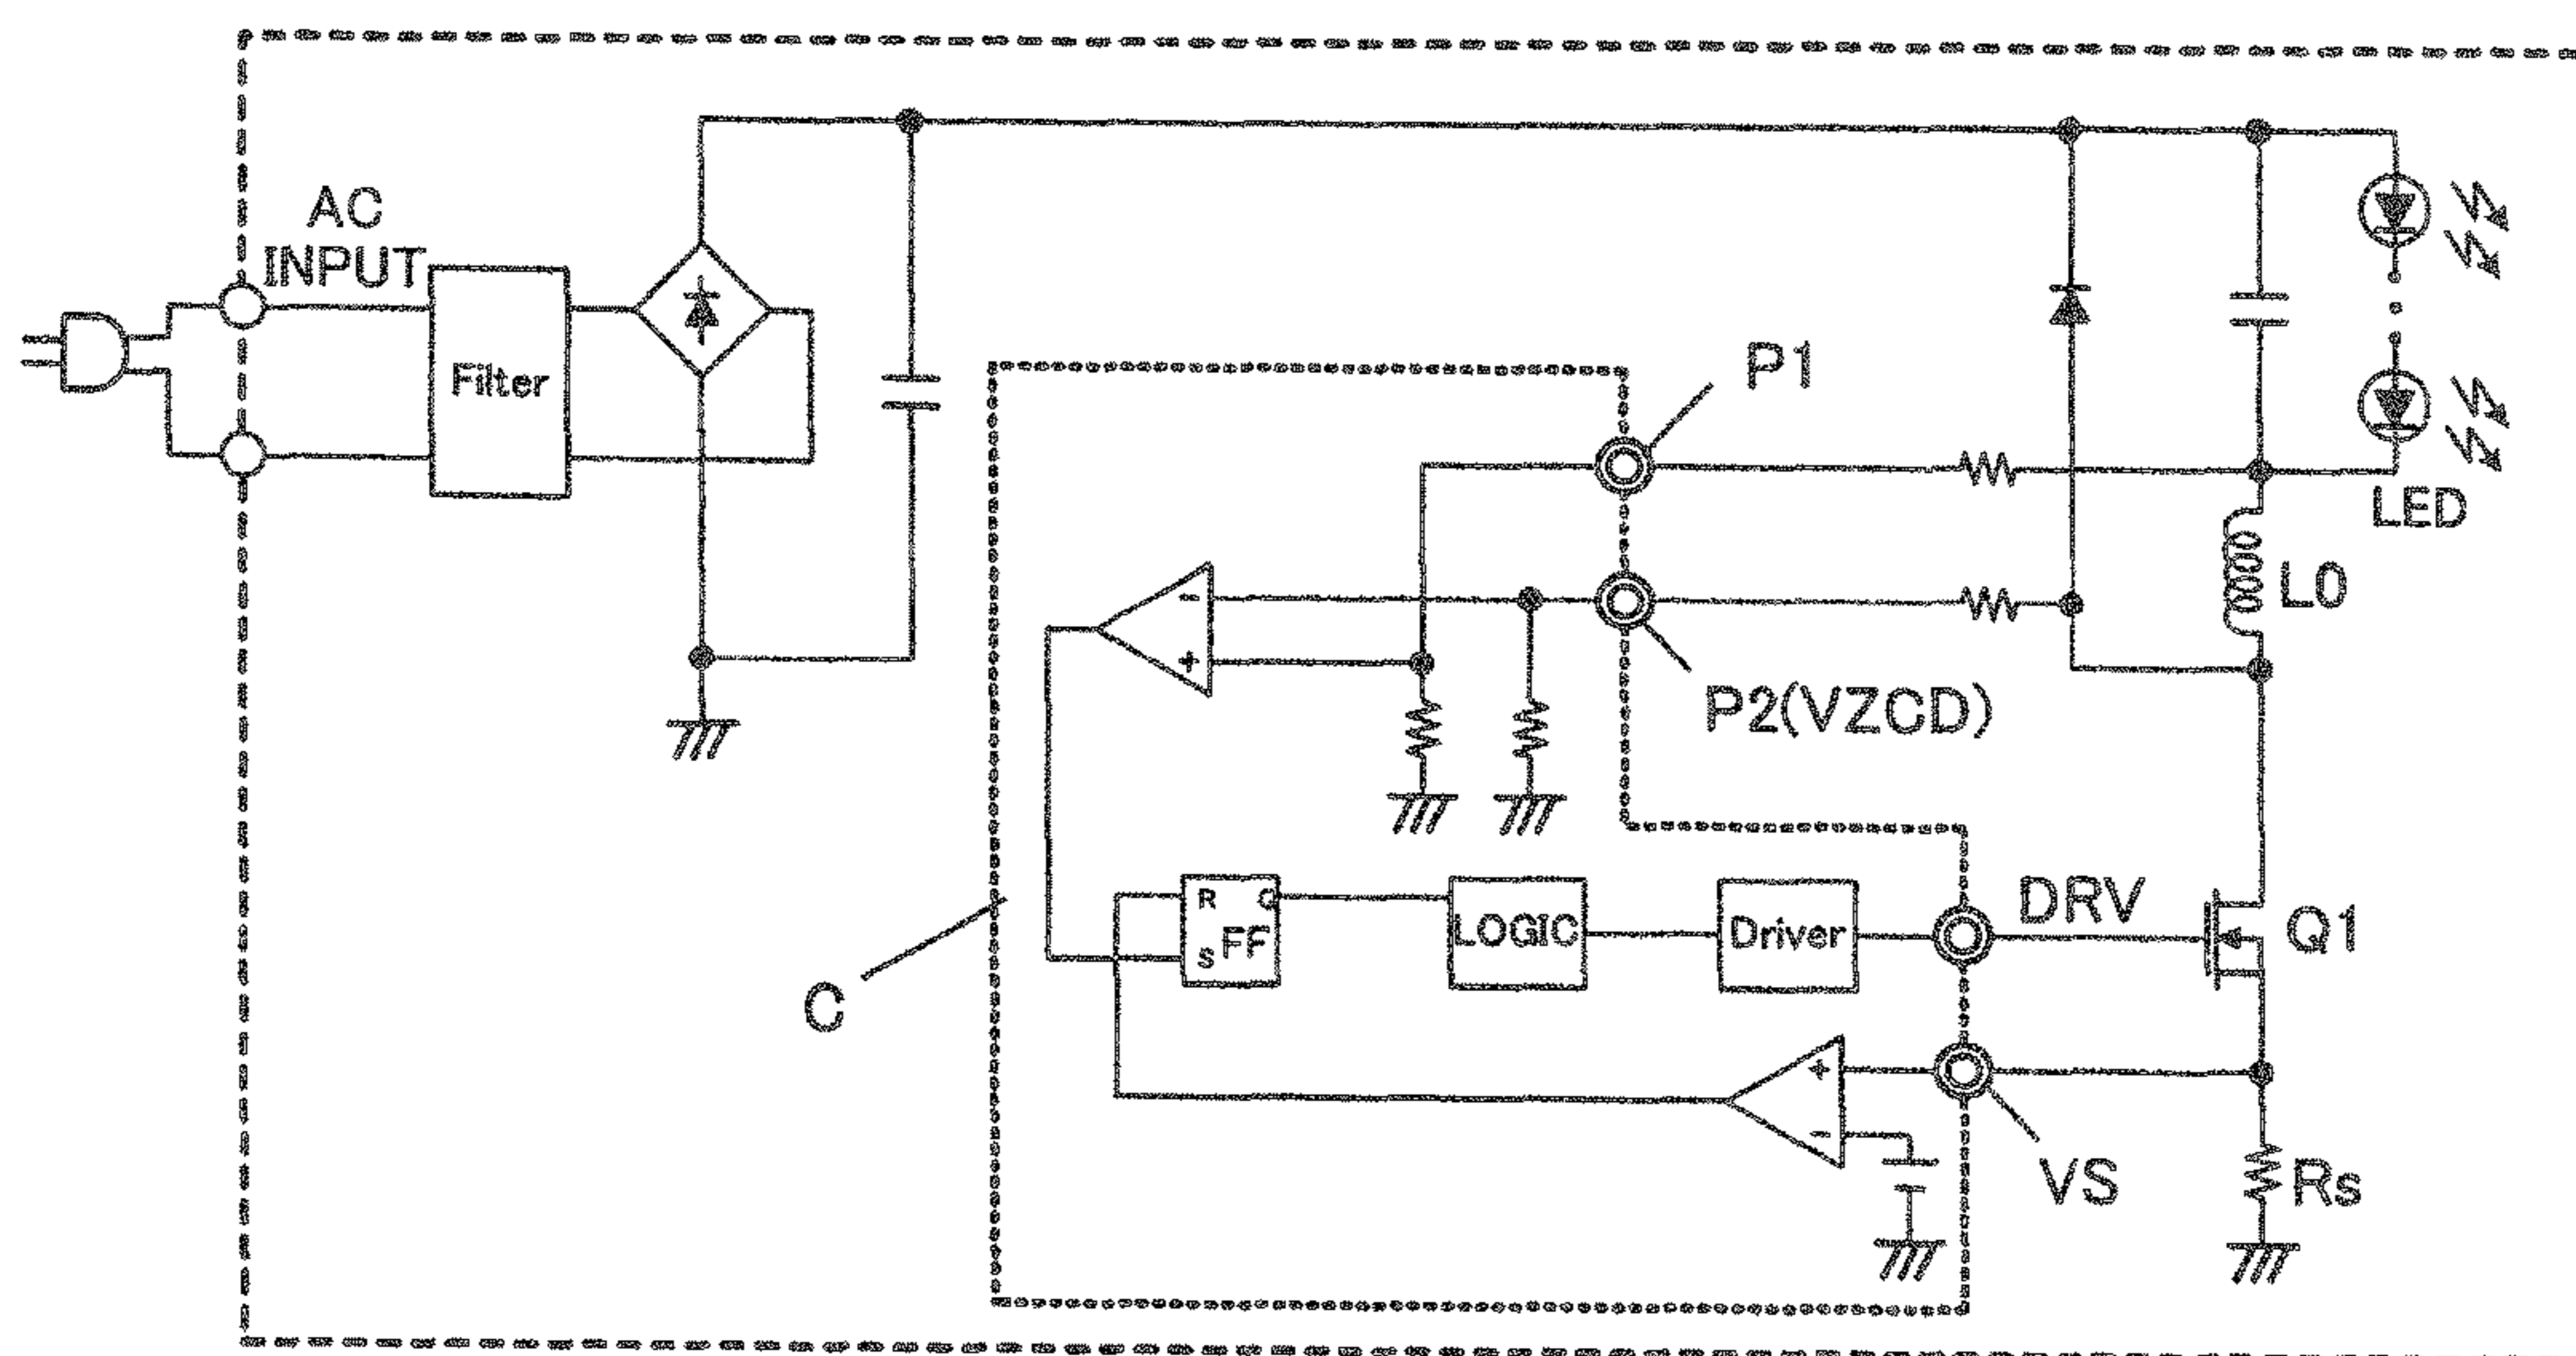 AC
INPUT
Filter
P1
LED
L0
P2(VZCD)
-
+
R Q
S FF
LOGIC
Driver
DRV
Q1
C
+
-
VS
Rs